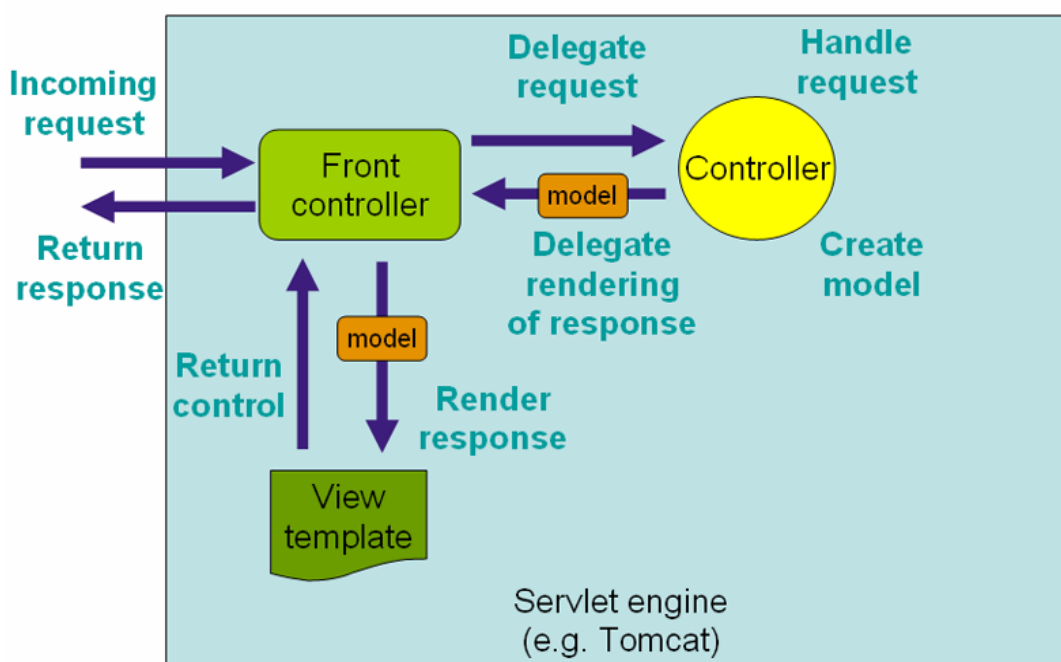 Incoming
request
Delegate
request
Handle
request
Front
controller
Controller
model
Return
response
Delegate
rendering
of response
Create
model
model
Return
control
Render
response
View
template
Servlet engine
(e.g. Tomcat)